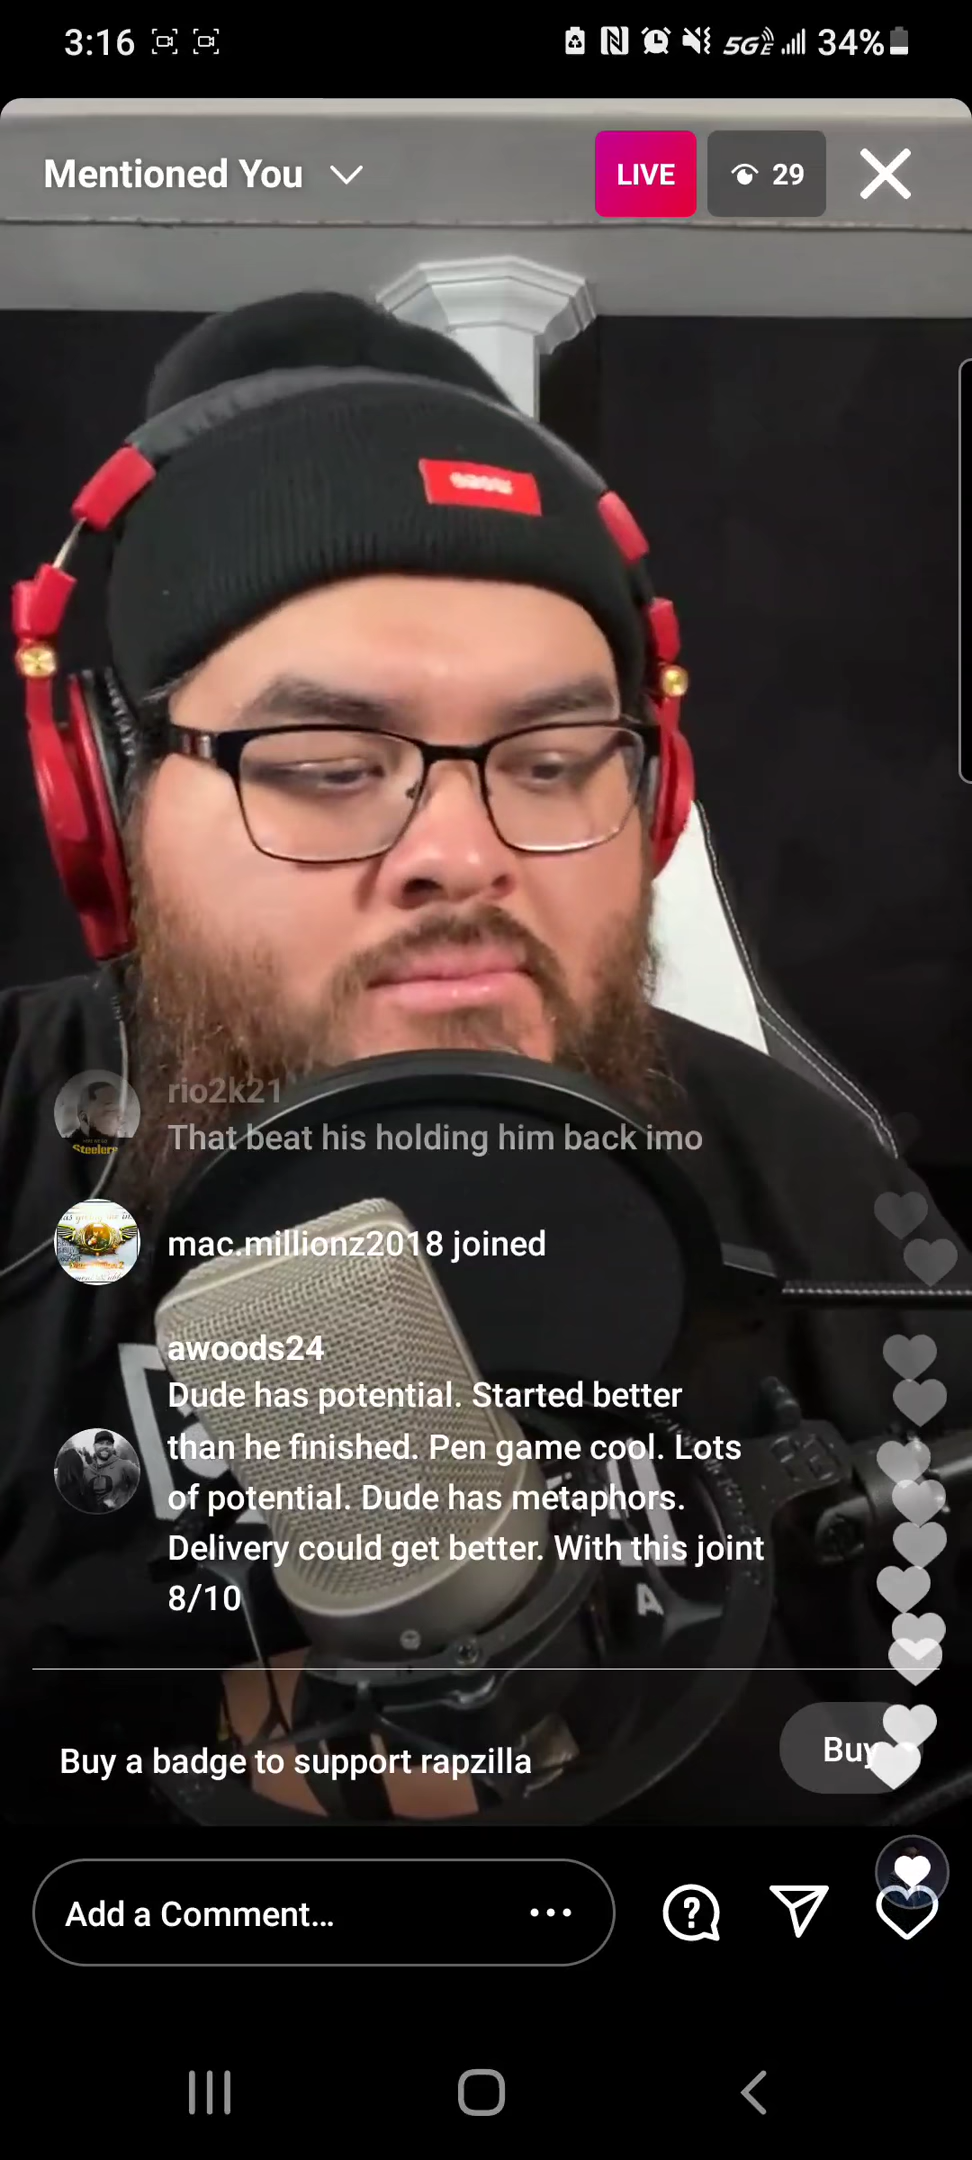 3:16
5GE 34%
Mentioned You
LIVE 29
rio2k21
Steelers
That beat his holding him back imo
mac.millionz2018 joined
awoods24
Dude has potential. Started better
than he finished. Pen game cool. Lots
of potential. Dude has metaphors.
Delivery could get better. With this joint
8/10
A
Buy a badge to support rapzilla
Buy
Add a Comment...